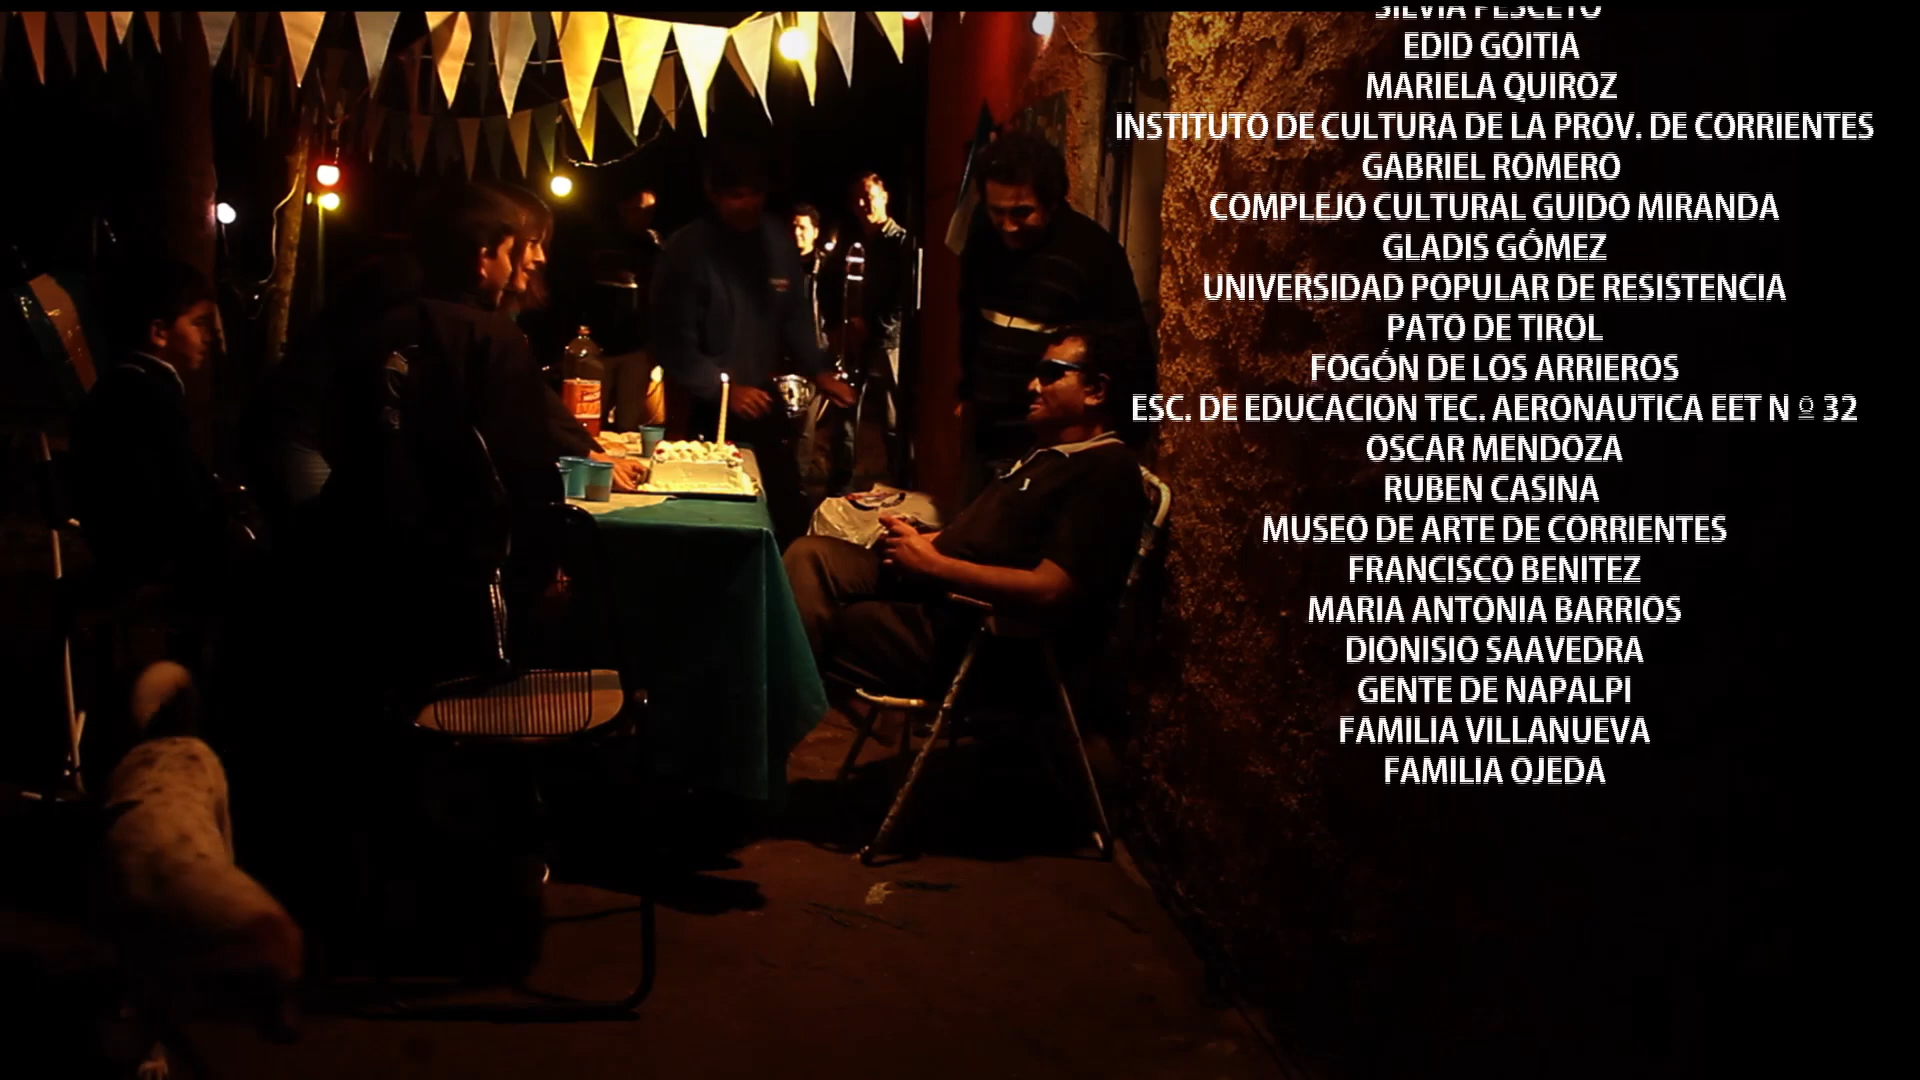 SILVIA PESCETO
EDID GOITIA
MARIELA QUIROZ
INSTITUTO DE CULTURA DE LA PROV. DE CORRIENTES
GABRIEL ROMERO
COMPLEJO CULTURAL GUIDO MIRANDA
GLADIS GÓMEZ
UNIVERSIDAD POPULAR DE RESISTENCIA
PATO DE TIROL
FOGÓN DE LOS ARRIEROS
ESC. DE EDUCACION TEC. AERONAUTICA EET N º 32
OSCAR MENDOZA
RUBEN CASINA
MUSEO DE ARTE DE CORRIENTES
FRANCISCO BENITEZ
MARIA ANTONIA BARRIOS
DIONISIO SAAVEDRA
GENTE DE NAPALPI
FAMILIA VILLANUEVA
FAMILIA OJEDA